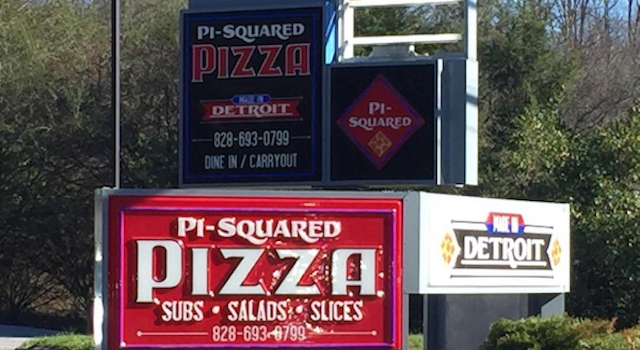 PI-SQUARED
PIZZA
MADE IN
DETROIT
828-693-0799
DINE IN / CARRYOUT
PI-
SQUARED
PI-SQUARED
PIZZA
SUBS • SALADS • SLICES
828-693-0799
MADE IN
DETROIT